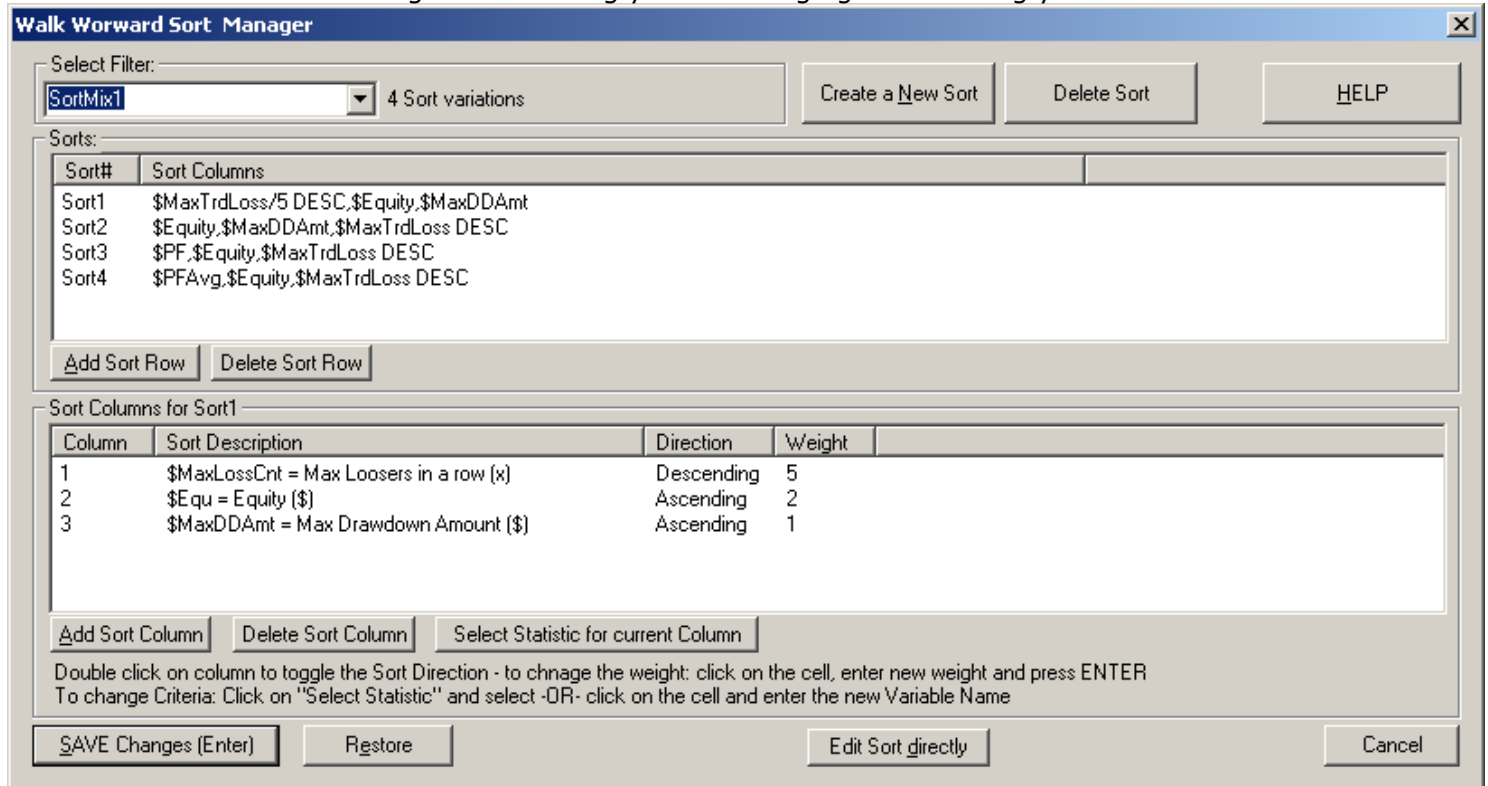 Walk Worward Sort Manager
Select Filter:
SortMix1 4 Sort variations Create a New Sort Delete Sort HELP
Sorts:
Sort# Sort Columns
Sort1 $MaxTrdLoss/5 DESC,$Equity,$MaxDDAmt
Sort2 $Equity,$MaxDDAmt,$MaxTrdLoss DESC
Sort3 $PF,$Equity,$MaxTrdLoss DESC
Sort4 $PFAvg,$Equity,$MaxTrdLoss DESC
Add Sort Row Delete Sort Row
Sort Columns for Sort1
Column Sort Description Direction Weight
1 $MaxLossCnt = Max Loosers in a row (x) Descending 5
2 $Equ = Equity ($) Ascending 2
3 $MaxDDAmt = Max Drawdown Amount ($) Ascending 1
Add Sort Column Delete Sort Column Select Statistic for current Column
Double click on column to toggle the Sort Direction - to chnage the weight: click on the cell, enter new weight and press ENTER
To change Criteria: Click on "Select Statistic" and select -OR- click on the cell and enter the new Variable Name
SAVE Changes (Enter) Restore Edit Sort directly Cancel